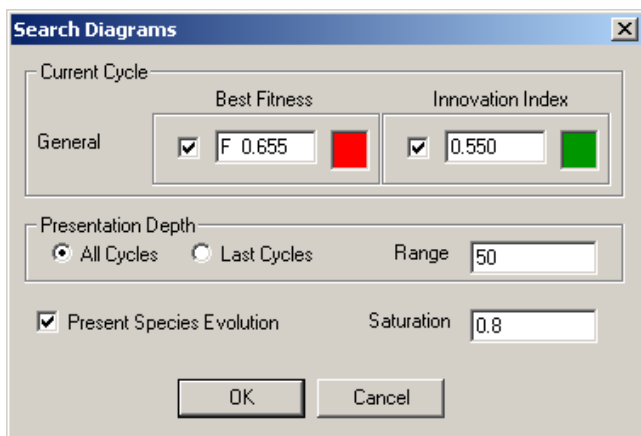 Search Diagrams
Current Cycle
Best Fitness Innovation Index
General F 0.655 0.550
Presentation Depth
All Cycles Last Cycles Range 50
Present Species Evolution Saturation 0.8
OK Cancel